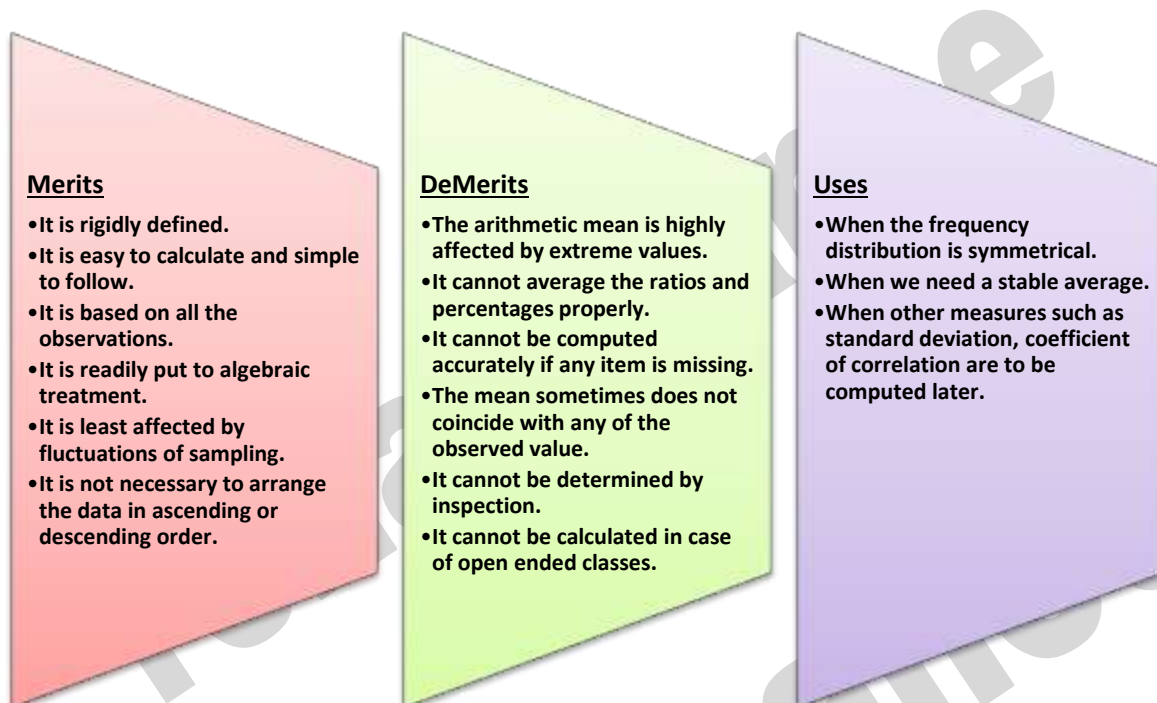 Merits
•It is rigidly defined.
•It is easy to calculate and simple
to follow.
•It is based on all the
observations.
•It is readily put to algebraic
treatment.
•It is least affected by
fluctuations of sampling.
•It is not necessary to arrange
the data in ascending or
descending order.
DeMerits
•The arithmetic mean is highly
affected by extreme values.
•It cannot average the ratios and
percentages properly.
•It cannot be computed
accurately if any item is missing.
•The mean sometimes does not
coincide with any of the
observed value.
•It cannot be determined by
inspection.
•It cannot be calculated in case
of open ended classes.
Uses
•When the frequency
distribution is symmetrical.
•When we need a stable average.
•When other measures such as
standard deviation, coefficient
of correlation are to be
computed later.